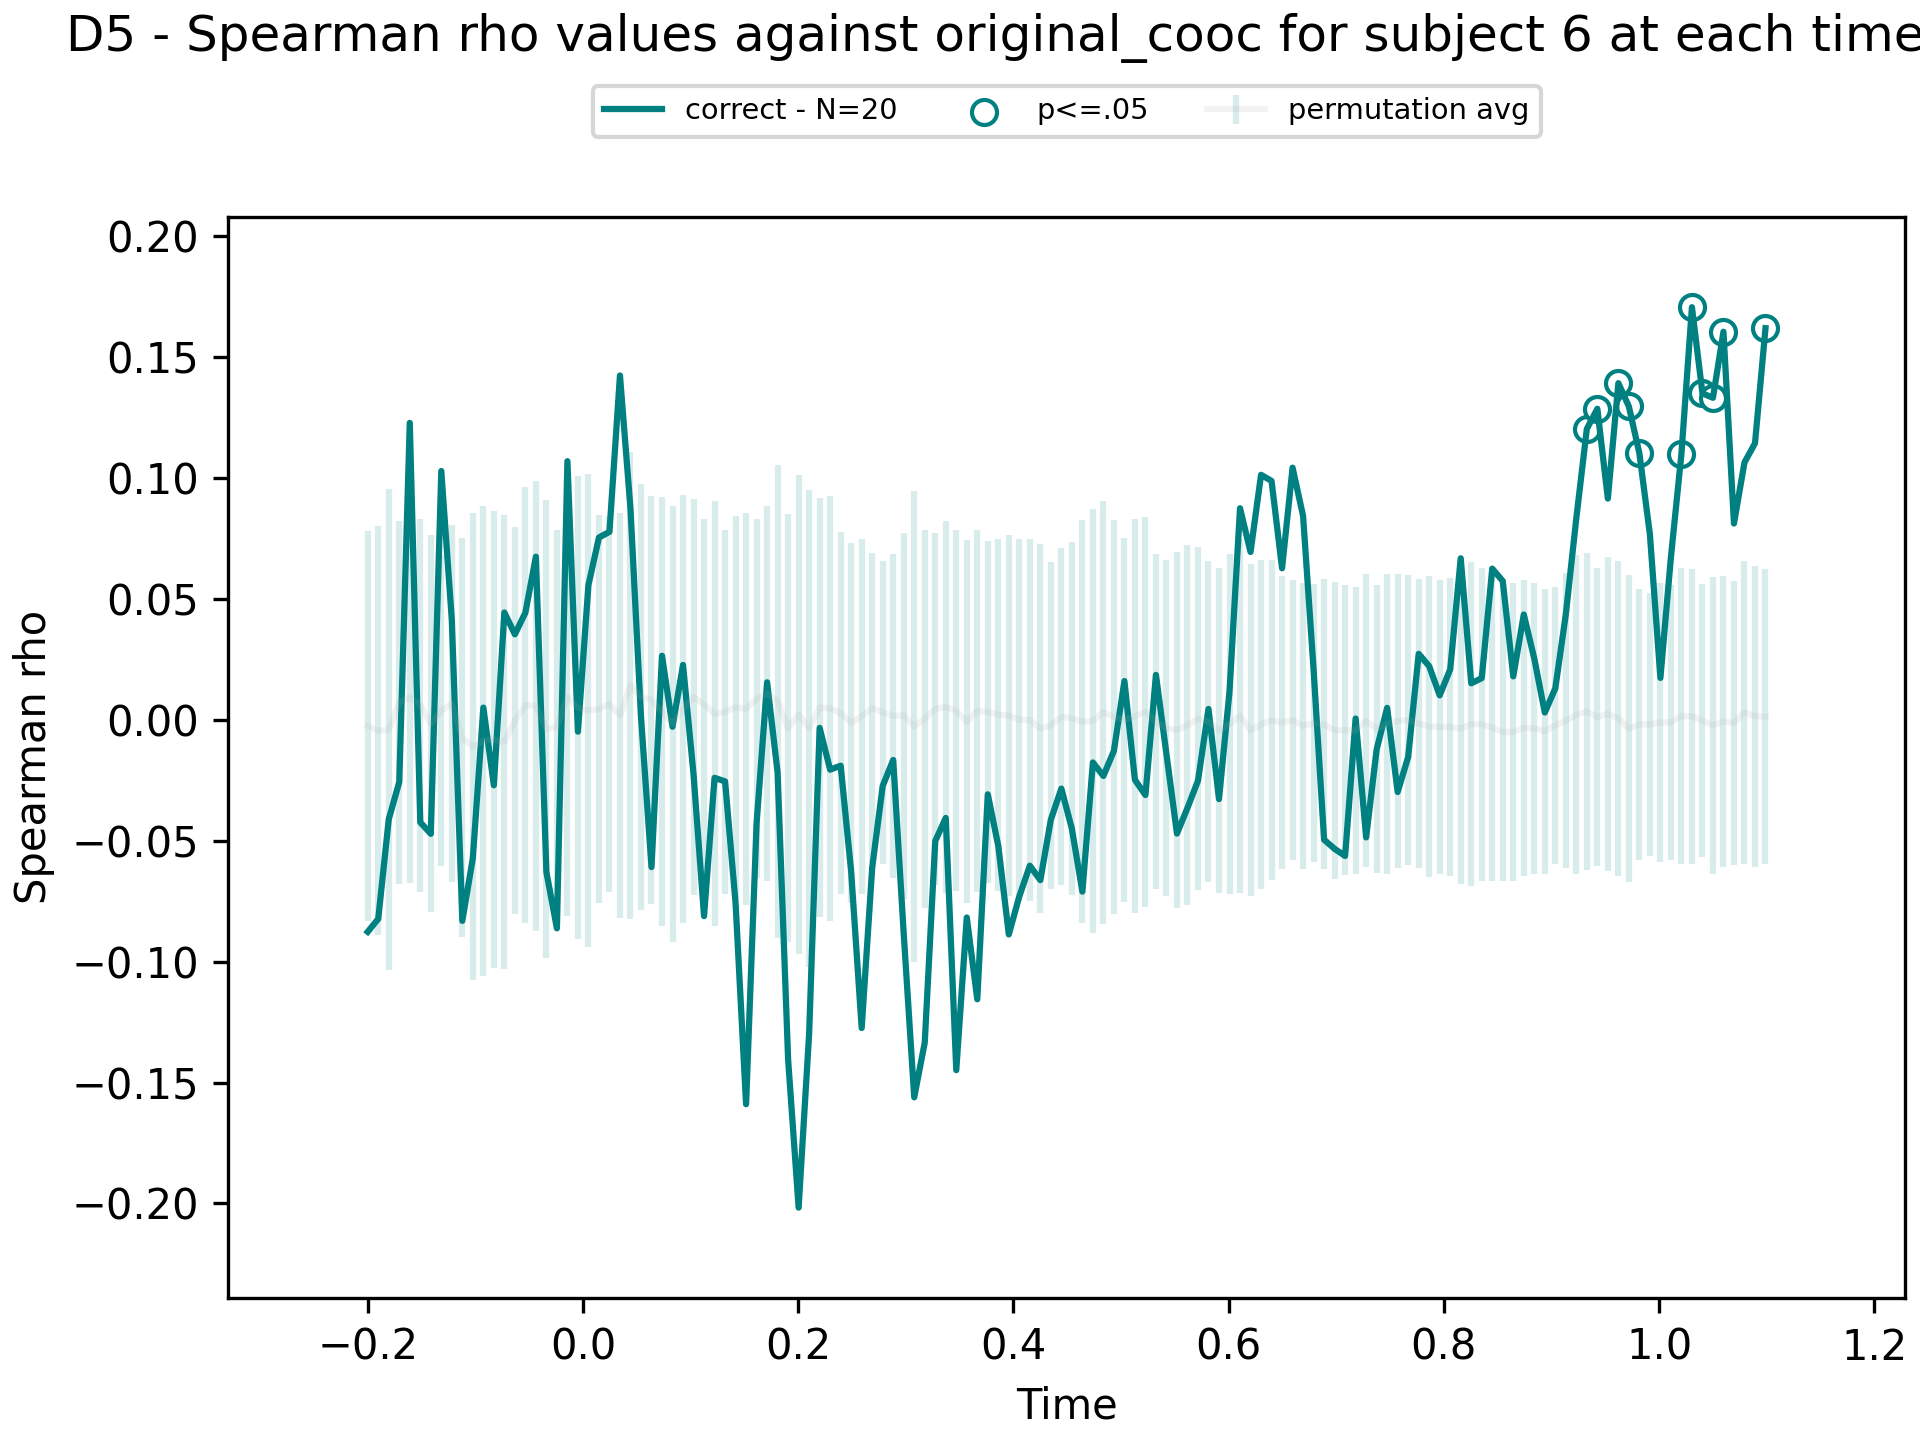 D5 - Spearman rho values against original_cooc for subject 6 at each time
correct - N=20 p<=.05 permutation avg
0.20
0.15
0.10
0.05
0.00
−0.05
−0.10
−0.15
−0.20
Spearman rho
−0.2 0.0 0.2 0.4 0.6 0.8 1.0 1.2
Time